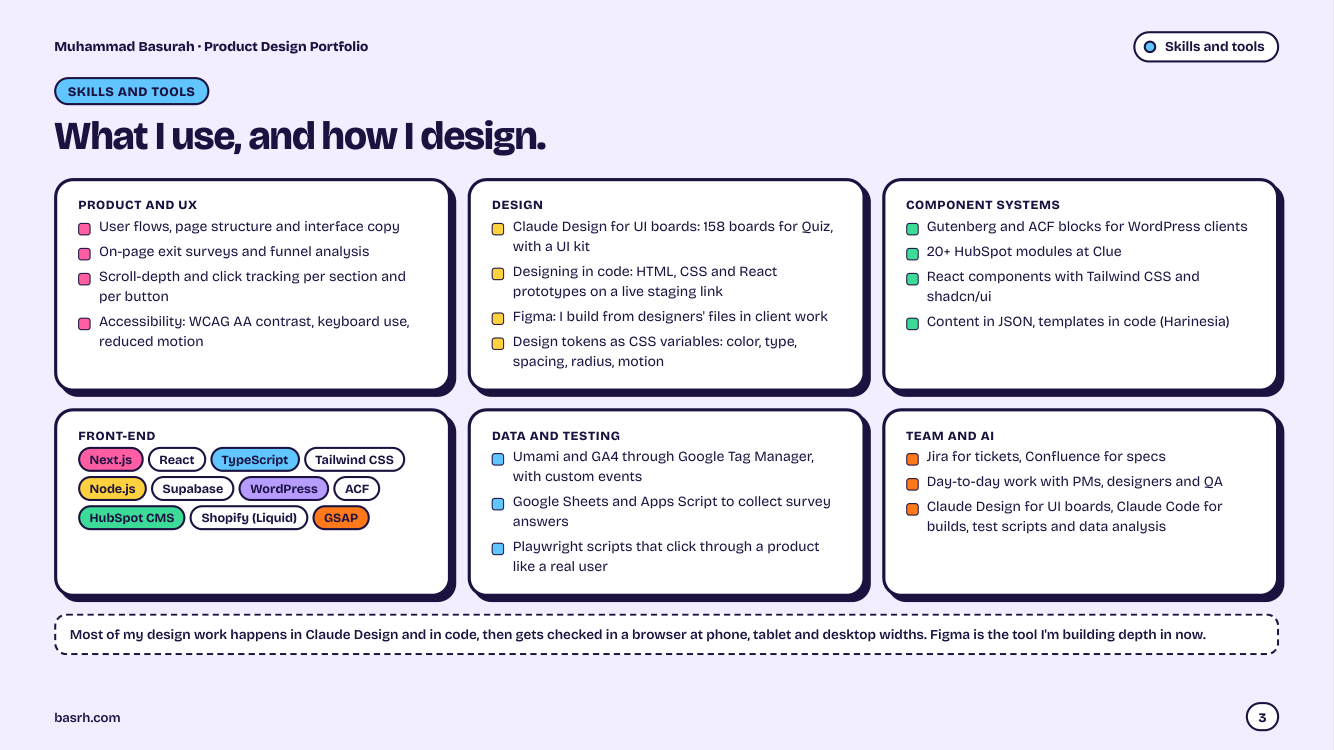 Muhammad Basurah · Product Design Portfolio
Skills and tools
SKILLS AND TOOLS
What I use, and how I design.
PRODUCT AND UX
User flows, page structure and interface copy
On-page exit surveys and funnel analysis
Scroll-depth and click tracking per section and
per button
Accessibility: WCAG AA contrast, keyboard use,
reduced motion
DESIGN
Claude Design for UI boards: 158 boards for Quiz,
with a UI kit
Designing in code: HTML, CSS and React
prototypes on a live staging link
Figma: I build from designers' files in client work
Design tokens as CSS variables: color, type,
spacing, radius, motion
COMPONENT SYSTEMS
Gutenberg and ACF blocks for WordPress clients
20+ HubSpot modules at Clue
React components with Tailwind CSS and
shadcn/ui
Content in JSON, templates in code (Harinesia)
FRONT-END
Next.js React TypeScript Tailwind CSS
Node.js Supabase WordPress ACF
HubSpot CMS Shopify (Liquid) GSAP
DATA AND TESTING
Umami and GA4 through Google Tag Manager,
with custom events
Google Sheets and Apps Script to collect survey
answers
Playwright scripts that click through a product
like a real user
TEAM AND AI
Jira for tickets, Confluence for specs
Day-to-day work with PMs, designers and QA
Claude Design for UI boards, Claude Code for
builds, test scripts and data analysis
Most of my design work happens in Claude Design and in code, then gets checked in a browser at phone, tablet and desktop widths. Figma is the tool I'm building depth in now.
basrh.com
3